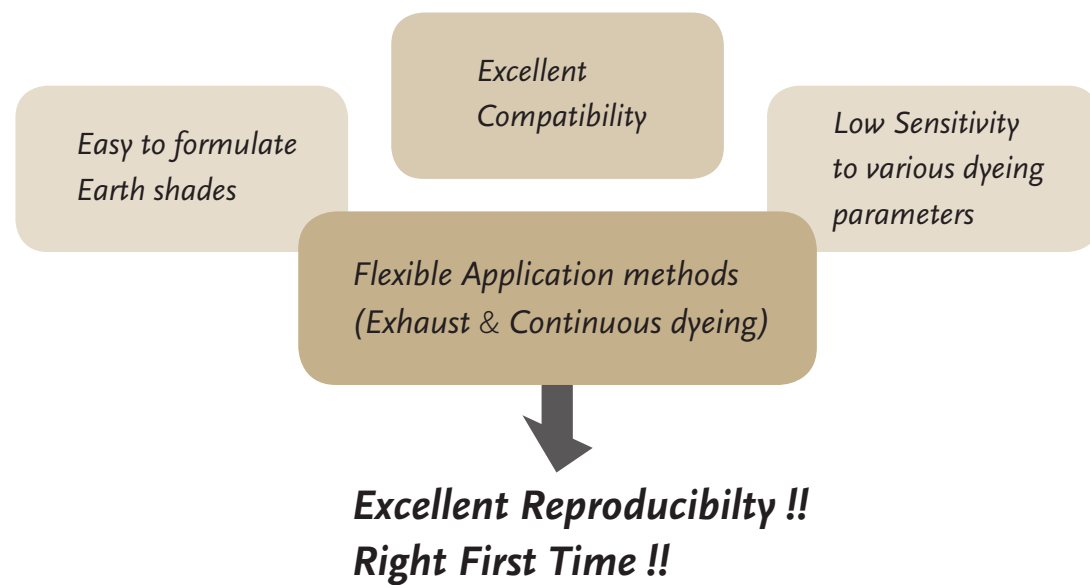 Excellent
Compatibility
Easy to formulate
Earth shades
Low Sensitivity
to various dyeing
parameters
Flexible Application methods
(Exhaust & Continuous dyeing)
Excellent Reproducibilty !!
Right First Time !!